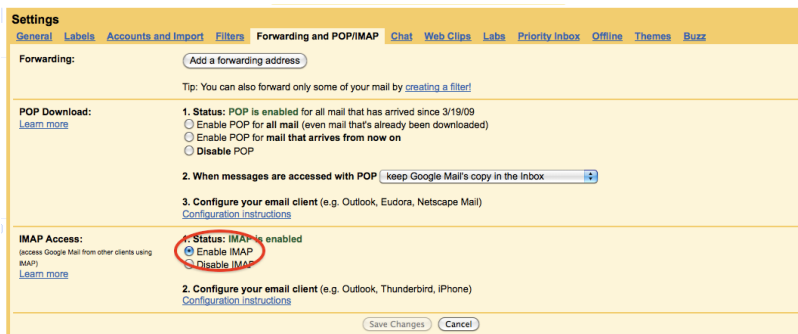 Settings
General Labels Accounts and Import Filters Forwarding and POP/IMAP Chat Web Clips Labs Priority Inbox Offline Themes Buzz
Forwarding:
Add a forwarding address
Tip: You can also forward only some of your mail by creating a filter!
POP Download:
Learn more
1. Status: POP is enabled for all mail that has arrived since 3/19/09
Enable POP for all mail (even mail that's already been downloaded)
Enable POP for mail that arrives from now on
Disable POP
2. When messages are accessed with POP keep Google Mail's copy in the Inbox
3. Configure your email client (e.g. Outlook, Eudora, Netscape Mail)
Configuration instructions
IMAP Access:
(access Google Mail from other clients using
IMAP)
Learn more
1. Status: IMAP is enabled
Enable IMAP
Disable IMAP
2. Configure your email client (e.g. Outlook, Thunderbird, iPhone)
Configuration instructions
Save Changes Cancel